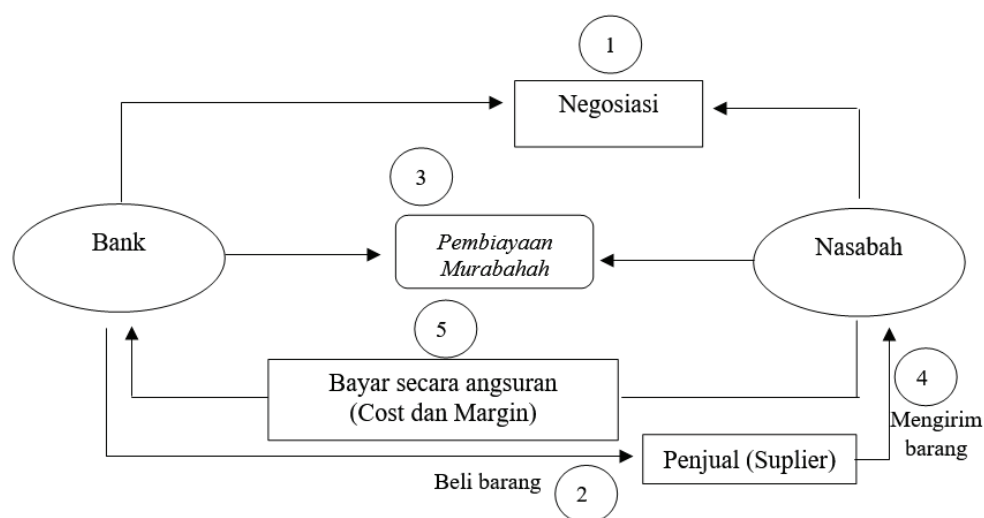 1
Negosiasi
3
Bank
Pembiayaan
Murabahah
Nasabah
5
Bayar secara angsuran
(Cost dan Margin)
4
Mengirim
barang
Penjual (Suplier)
Beli barang
2